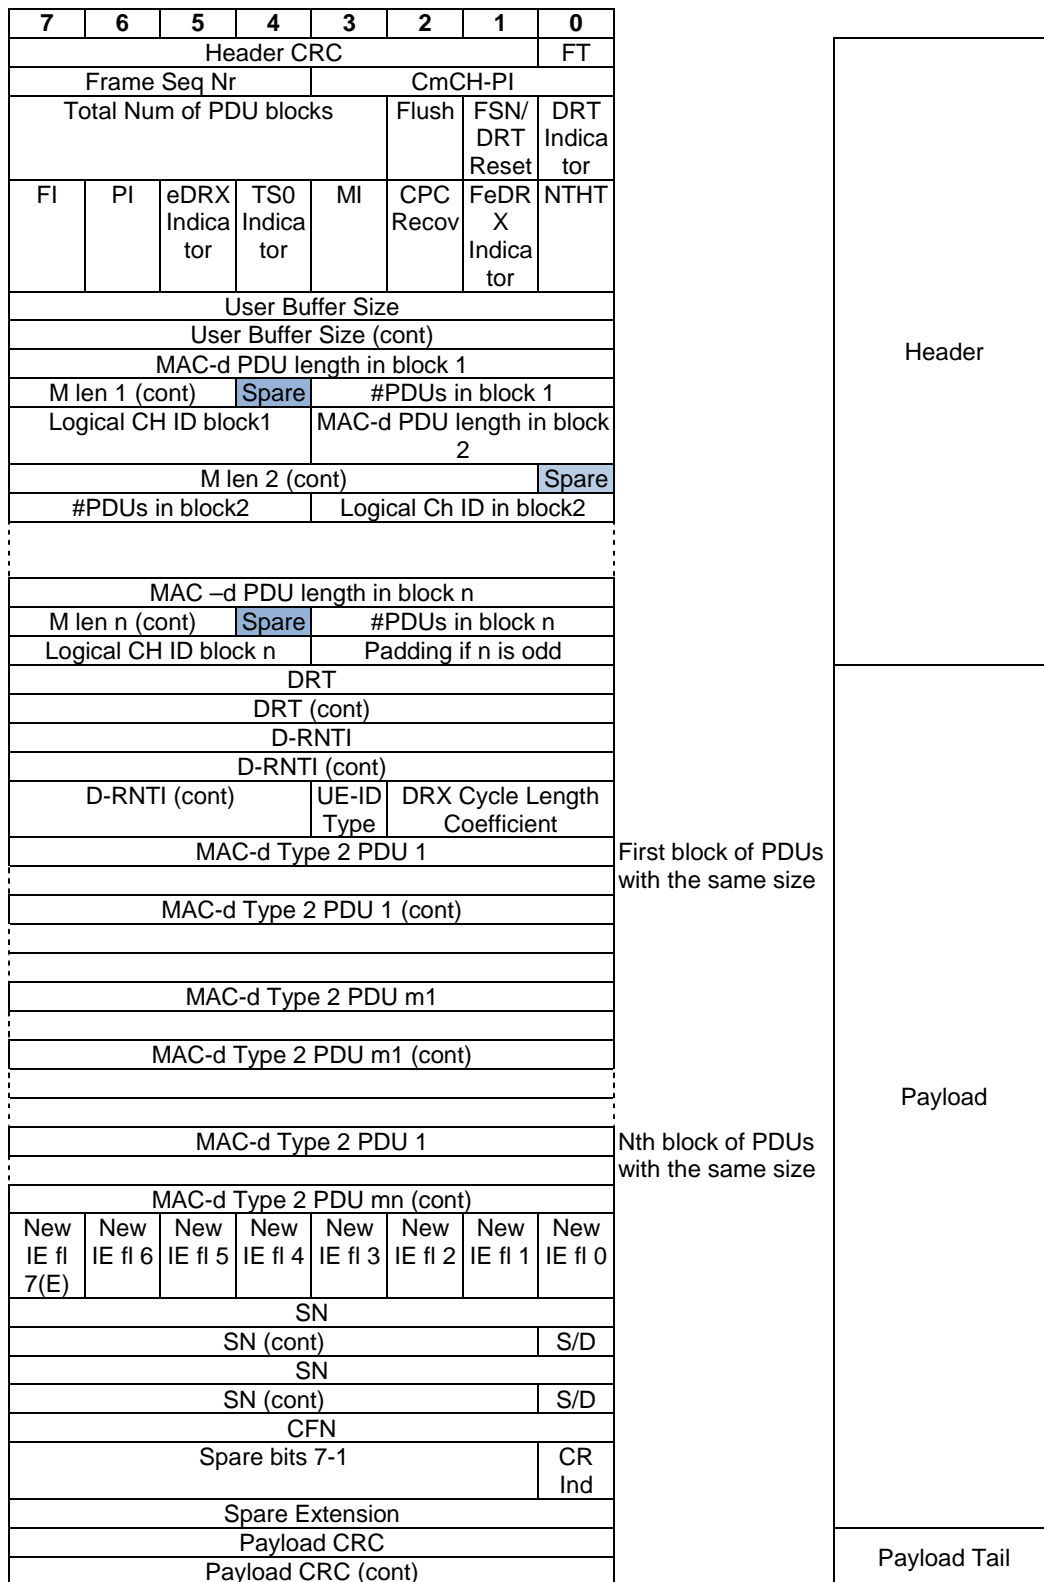 7 6 5 4 3 2 1 0
Header CRC FT
Frame Seq Nr CmCH-PI
Total Num of PDU blocks Flush FSN/ DRT
DRT Indica
Reset tor
FI PI eDRX TS0 MI CPC FeDR NTHT
Indica Indica Recov X
tor tor Indica
tor
User Buffer Size
User Buffer Size (cont)
Header
MAC-d PDU length in block 1
M len 1 (cont) Spare #PDUs in block 1
Logical CH ID block1 MAC-d PDU length in block
2
M len 2 (cont) Spare
#PDUs in block2 Logical Ch ID in block2
MAC –d PDU length in block n
M len n (cont) Spare #PDUs in block n
Logical CH ID block n Padding if n is odd
DRT
DRT (cont)
D-RNTI
D-RNTI (cont)
D-RNTI (cont) UE-ID DRX Cycle Length
Type Coefficient
MAC-d Type 2 PDU 1 First block of PDUs
with the same size
MAC-d Type 2 PDU 1 (cont)
MAC-d Type 2 PDU m1
MAC-d Type 2 PDU m1 (cont)
Payload
MAC-d Type 2 PDU 1 Nth block of PDUs
with the same size
MAC-d Type 2 PDU mn (cont)
New New New New New New New New
IE fl IE fl 6 IE fl 5 IE fl 4 IE fl 3 IE fl 2 IE fl 1 IE fl 0
7(E)
SN
SN (cont) S/D
SN
SN (cont) S/D
CFN
Spare bits 7-1 CR
Ind
Spare Extension
Payload CRC
Payload Tail
Payload CRC (cont)